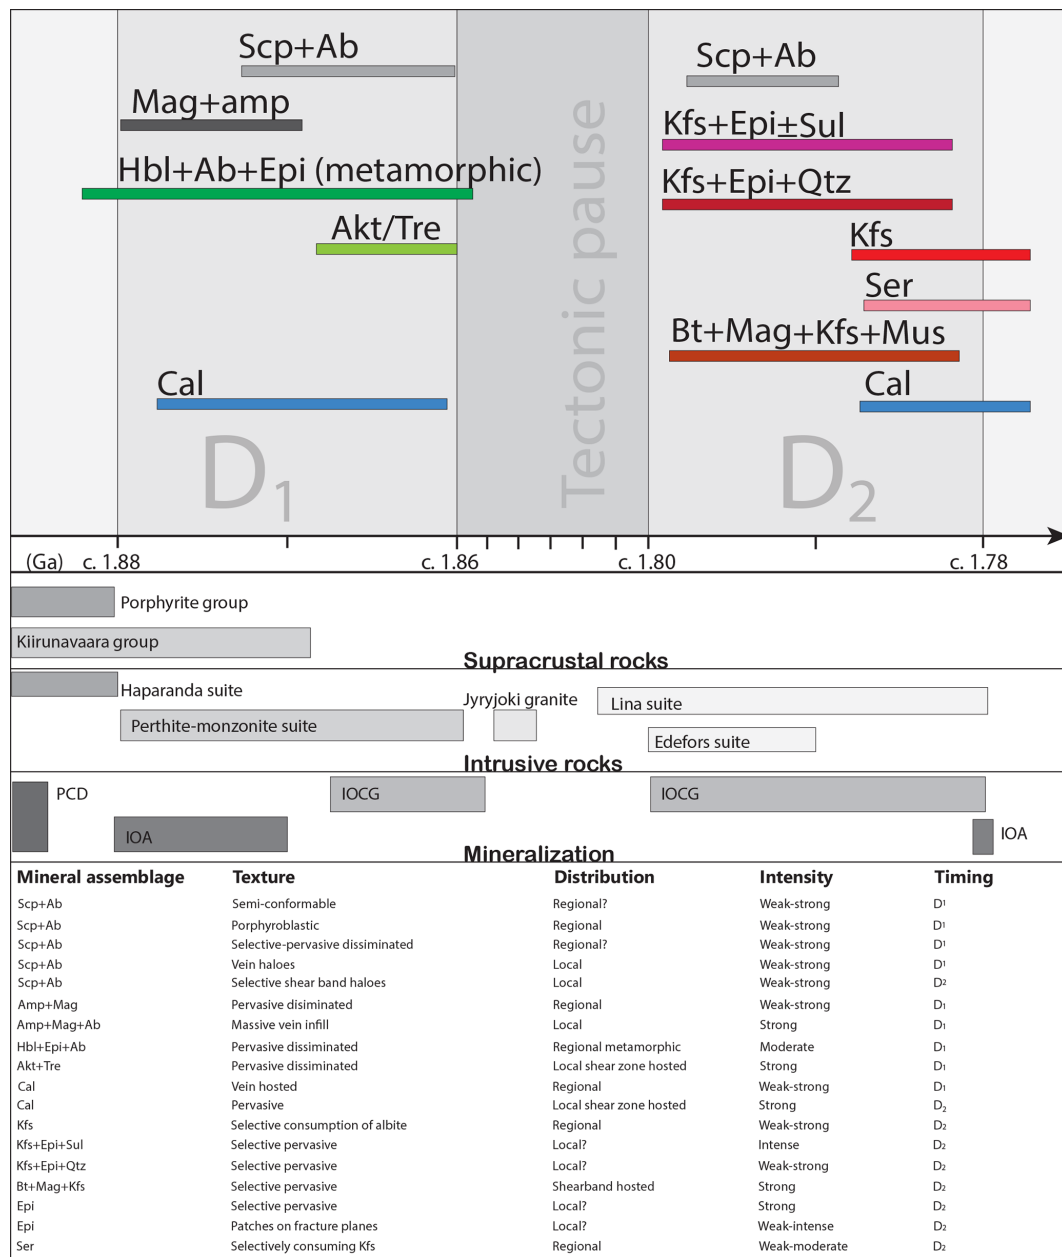 Scp+Ab
Scp+Ab
Mag+amp
Kfs+Epi±Sul
Hbl+Ab+Epi (metamorphic)
Kfs+Epi+Qtz
Akt/Tre
Kfs
Ser
Bt+Mag+Kfs+Mus
Cal
Cal
D1
Tectonic pause
D2
(Ga) c. 1.88 c. 1.86 c. 1.80 c. 1.78
Porphyrite group
Kiirunavaara group
Supracrustal rocks
Haparanda suite
Jyryjoki granite
Lina suite
Perthite-monzonite suite
Edefors suite
Intrusive rocks
PCD
IOCG
IOCG
IOA
IOA
Mineralization
Mineral assemblage Texture Distribution Intensity Timing
Scp+Ab Semi-conformable Regional? Weak-strong D1
Scp+Ab Porphyroblastic Regional Weak-strong D1
Scp+Ab Selective-pervasive dissiminated Regional? Weak-strong D1
Scp+Ab Vein haloes Local Weak-strong D1
Scp+Ab Selective shear band haloes Local Weak-strong D2
Amp+Mag Pervasive disiminated Regional Weak-strong D1
Amp+Mag+Ab Massive vein infill Local Strong D1
Hbl+Epi+Ab Pervasive dissiminated Regional metamorphic Moderate D1
Akt+Tre Pervasive dissiminated Local shear zone hosted Strong D1
Cal Vein hosted Regional Weak-strong D1
Cal Pervasive Local shear zone hosted Strong D2
Kfs Selective consumption of albite Regional Weak-strong D2
Kfs+Epi+Sul Selective pervasive Local? Intense D2
Kfs+Epi+Qtz Selective pervasive Local? Weak-strong D2
Bt+Mag+Kfs Selective pervasive Shearband hosted Strong D2
Epi Selective pervasive Local? Strong D2
Epi Patches on fracture planes Local? Weak-intense D2
Ser Selectively consuming Kfs Regional Weak-moderate D2